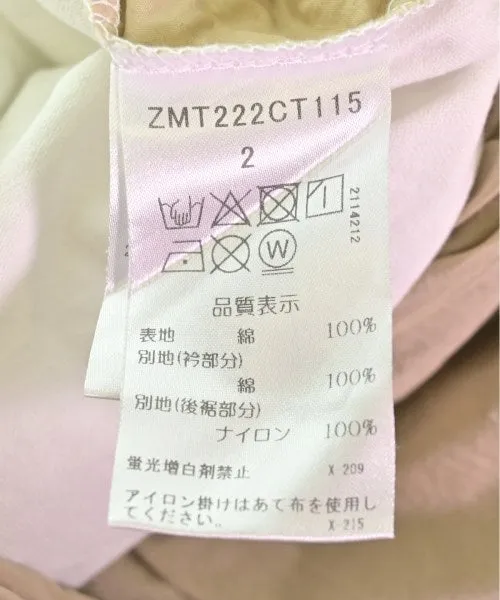 ZMT222CT115
2
W
2114212
品質表示
表地 綿 100%
別地(衿部分)
綿 100%
別地(後裾部分)
ナイロン 100%
蛍光増白剤禁止 X 209
アイロン掛けはあて布を使用し
てください。 X-215